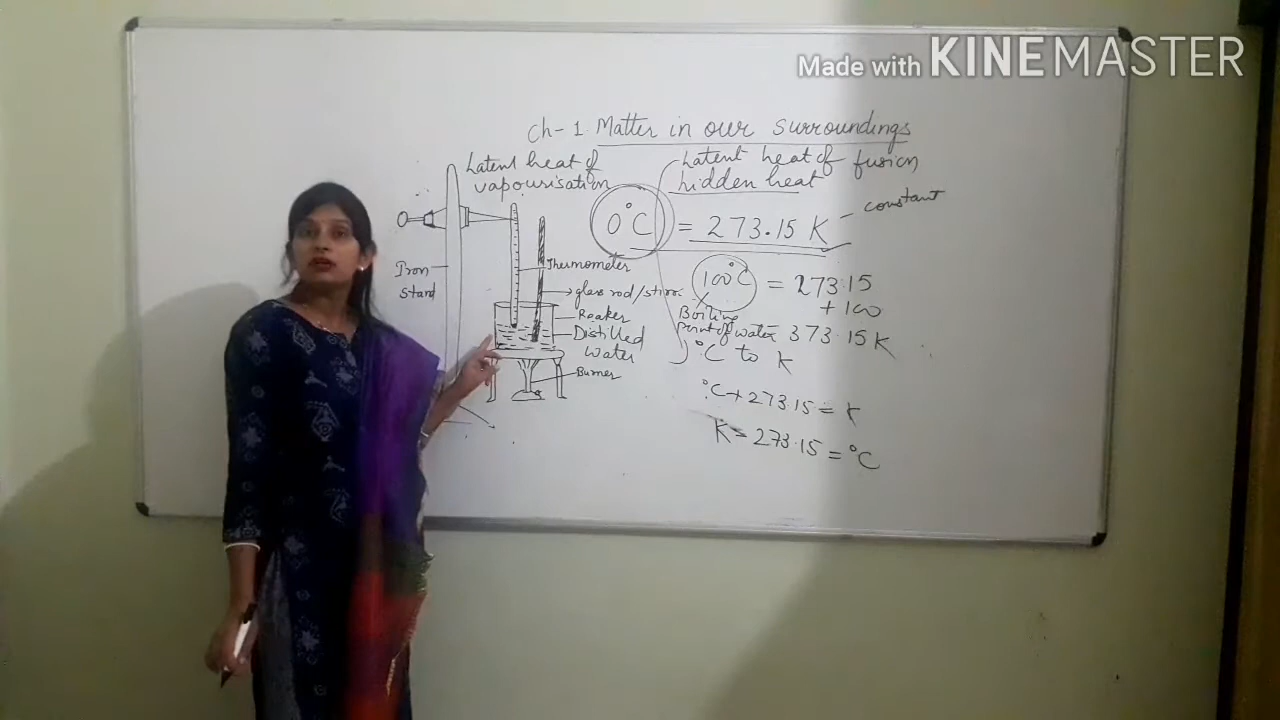 Made with KINEMASTER
Ch-1 Matter in our surroundings
Latent heat of
vapourisation
Latent heat of fusion
hidden heat
0°C = 273.15 K - constant
100°C = 273.15
+ 100
Boiling
point of water = 373.15 K
°C to K
°C + 273.15 = K
K - 273.15 = °C
Iron
stand
Thermometer
glass rod/
Beaker
Distilled
water
Burner